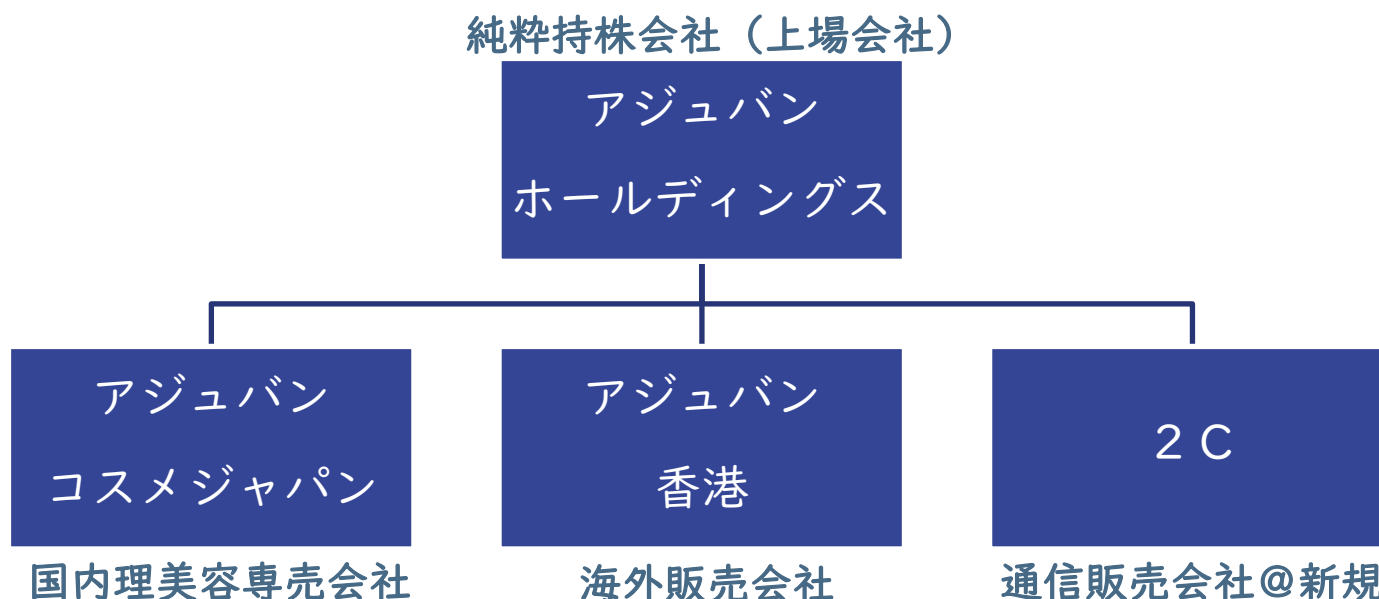 純粋持株会社（上場会社）
アジュバン
ホールディングス
アジュバン
コスメジャパン
アジュバン
香港
２Ｃ
国内理美容専売会社
海外販売会社
通信販売会社＠新規